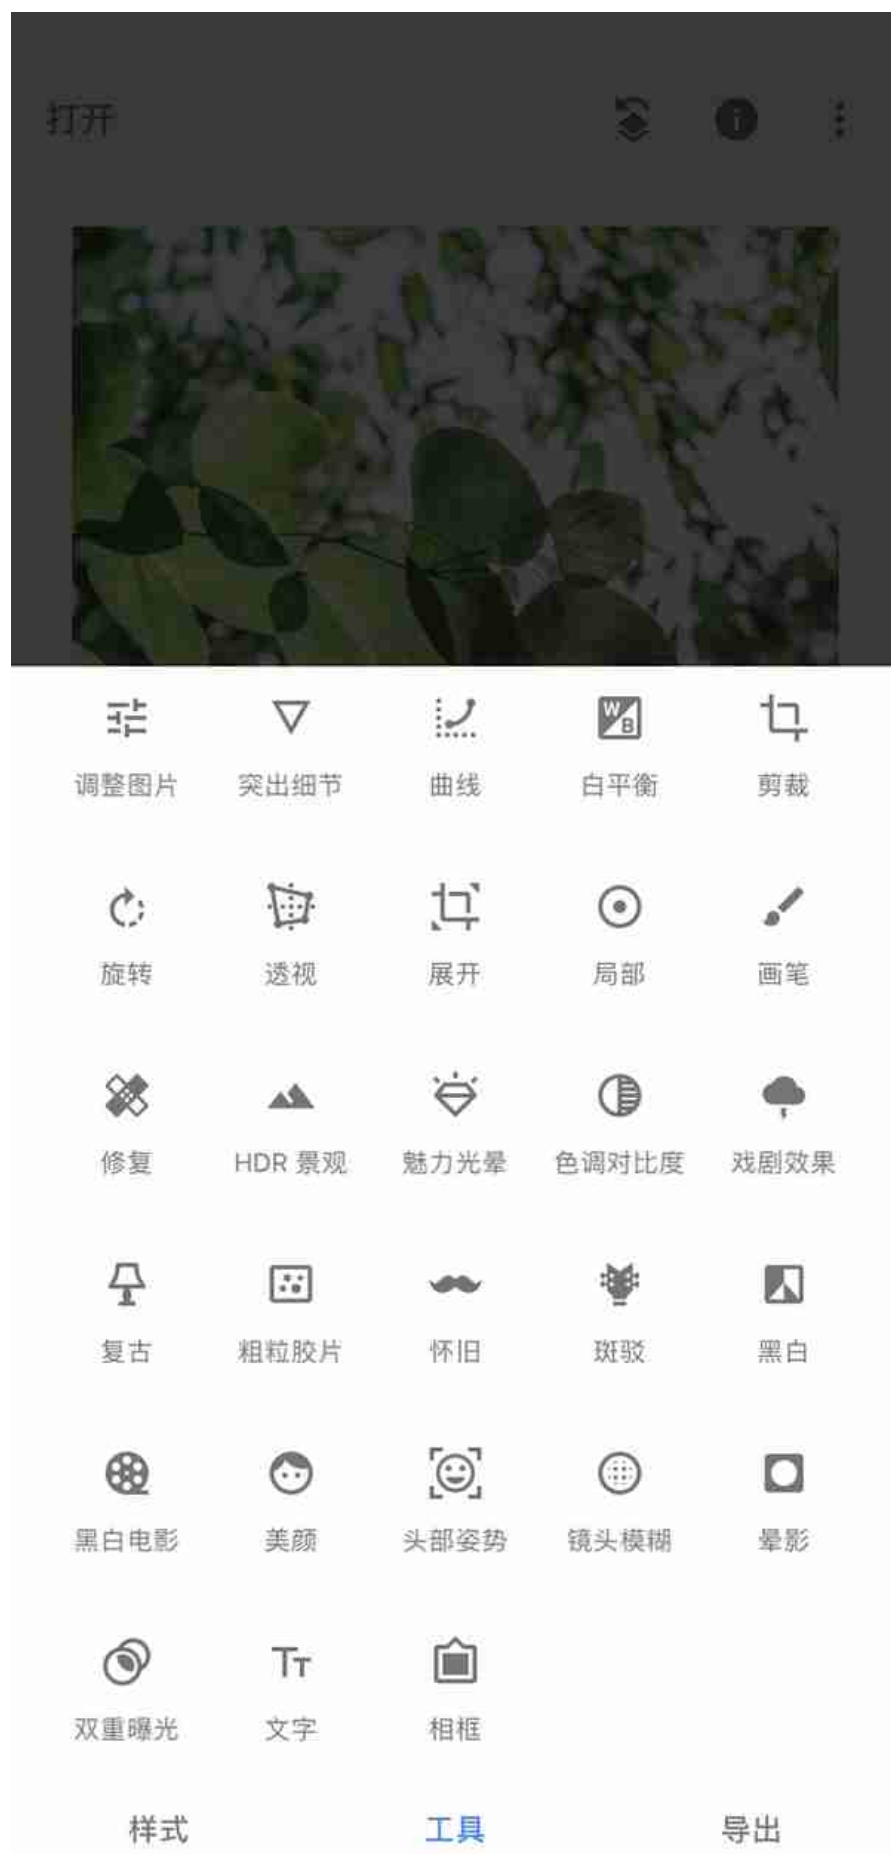 打开
调整图片 突出细节 曲线 白平衡 剪裁
旋转 透视 展开 局部 画笔
修复 HDR 景观 魅力光晕 色调对比度 戏剧效果
复古 粗粒胶片 怀旧 斑驳 黑白
黑白电影 美颜 头部姿势 镜头模糊 晕影
双重曝光 文字 相框
样式 工具 导出